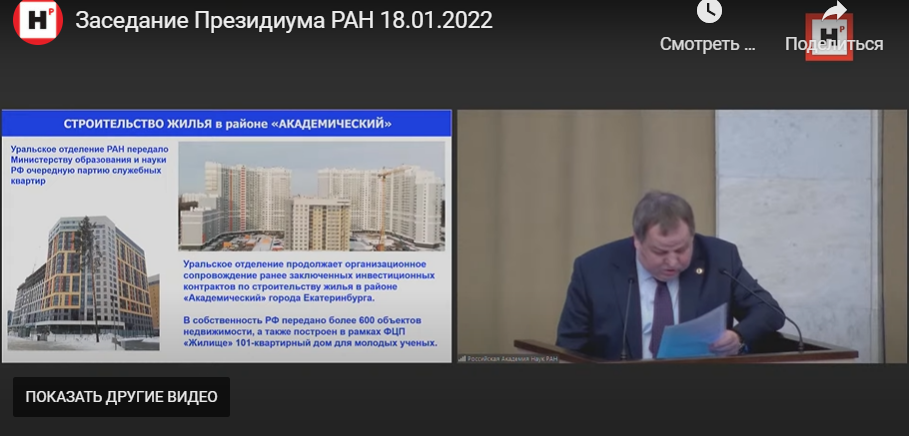 Заседание Президиума РАН 18.01.2022
Смотреть ...
Поделиться
СТРОИТЕЛЬСТВО ЖИЛЬЯ в районе «АКАДЕМИЧЕСКИЙ»
Уральское отделение РАН передало
Министерству образования и науки
РФ очередную партию служебных
квартир
Уральское отделение продолжает организационное
сопровождение ранее заключенных инвестиционных
контрактов по строительству жилья в районе
«Академический» города Екатеринбурга.
В собственность РФ передано более 600 объектов
недвижимости, а также построен в рамках ФЦП
«Жилище» 101-квартирный дом для молодых ученых.
Российская Академия Наук РАН
ПОКАЗАТЬ ДРУГИЕ ВИДЕО
НР
НР